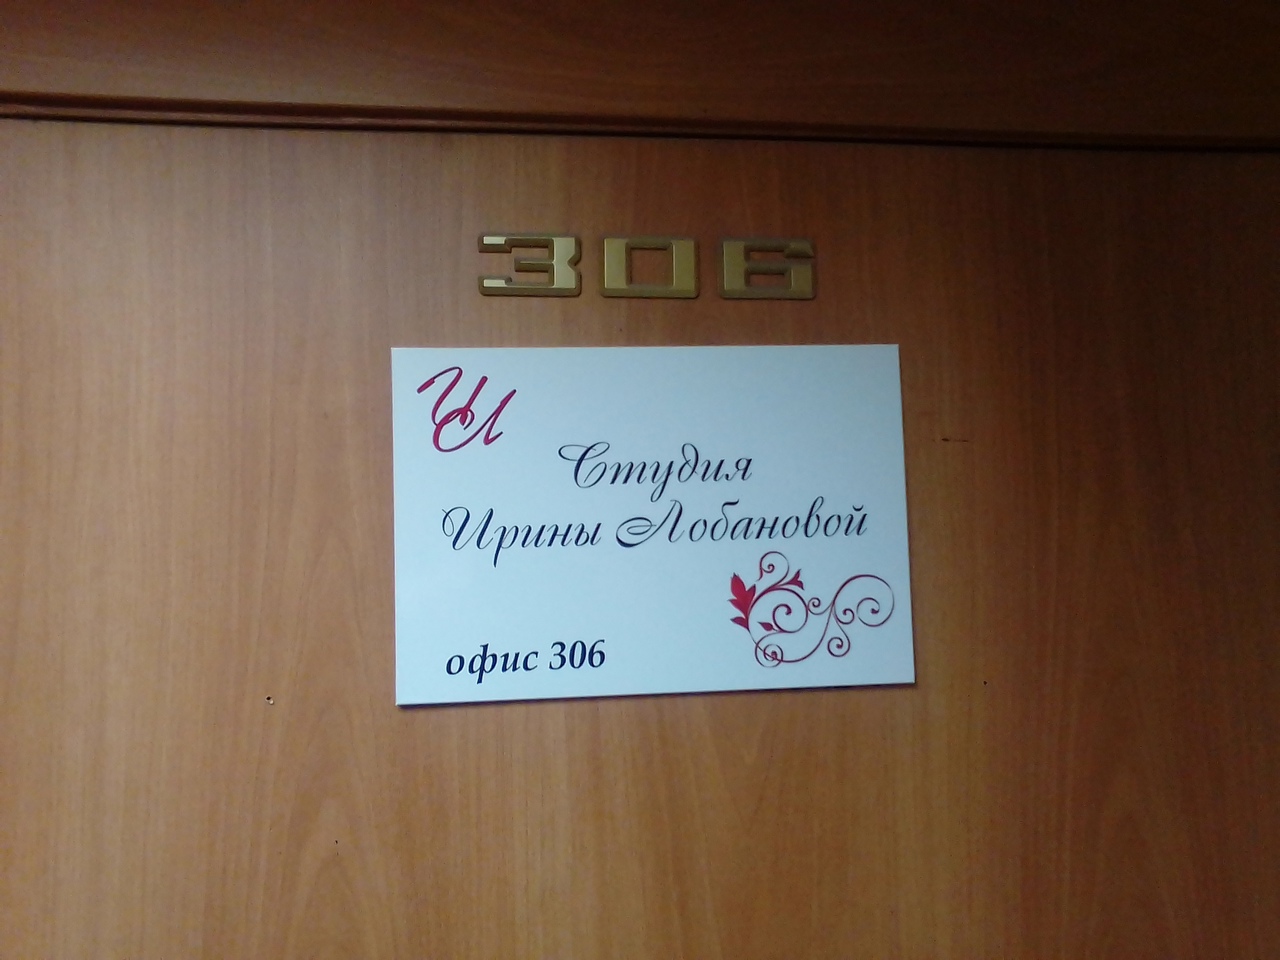 306
ИЛ
Студия
Ирины Лобановой
офис 306